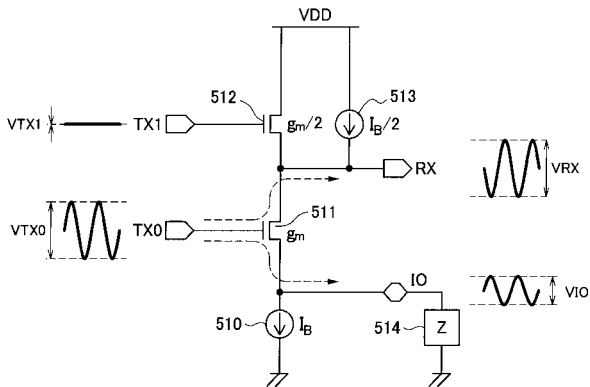 VDD
512
513
VTX1
TX1
gm/2
IB/2
RX
VRX
511
VTX0
TX0
gm
IO
VIO
510
IB
514
Z